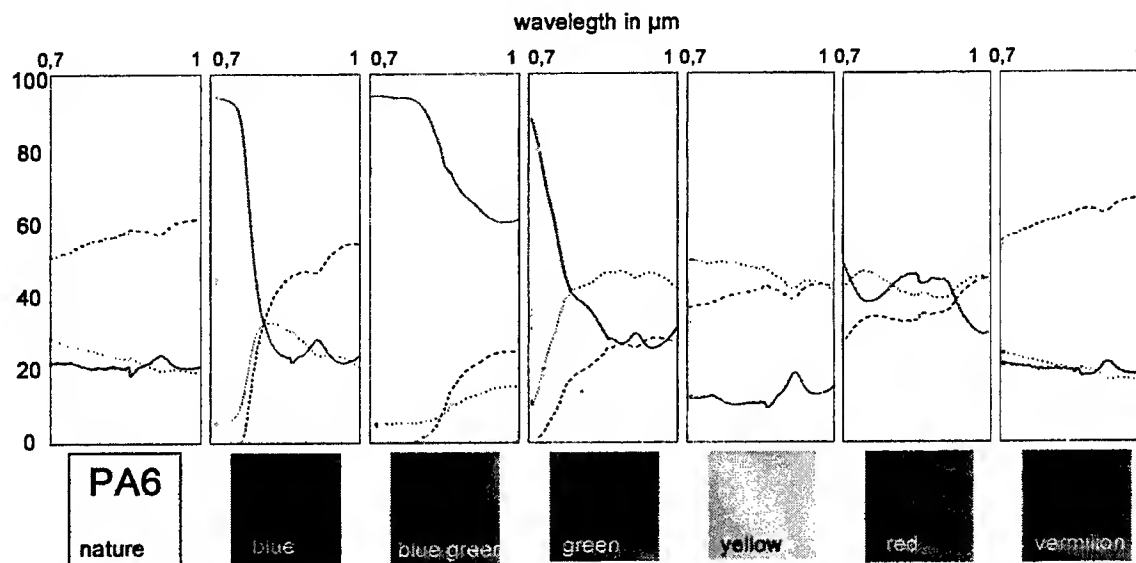 wavelegth in µm
0,7 1 0,7 1 0,7 1 0,7 1 0,7 1 0,7 1 0,7 1
100
80
60
40
20
0
PA6
nature
blue
blue green
green
yellow
red
vermilion